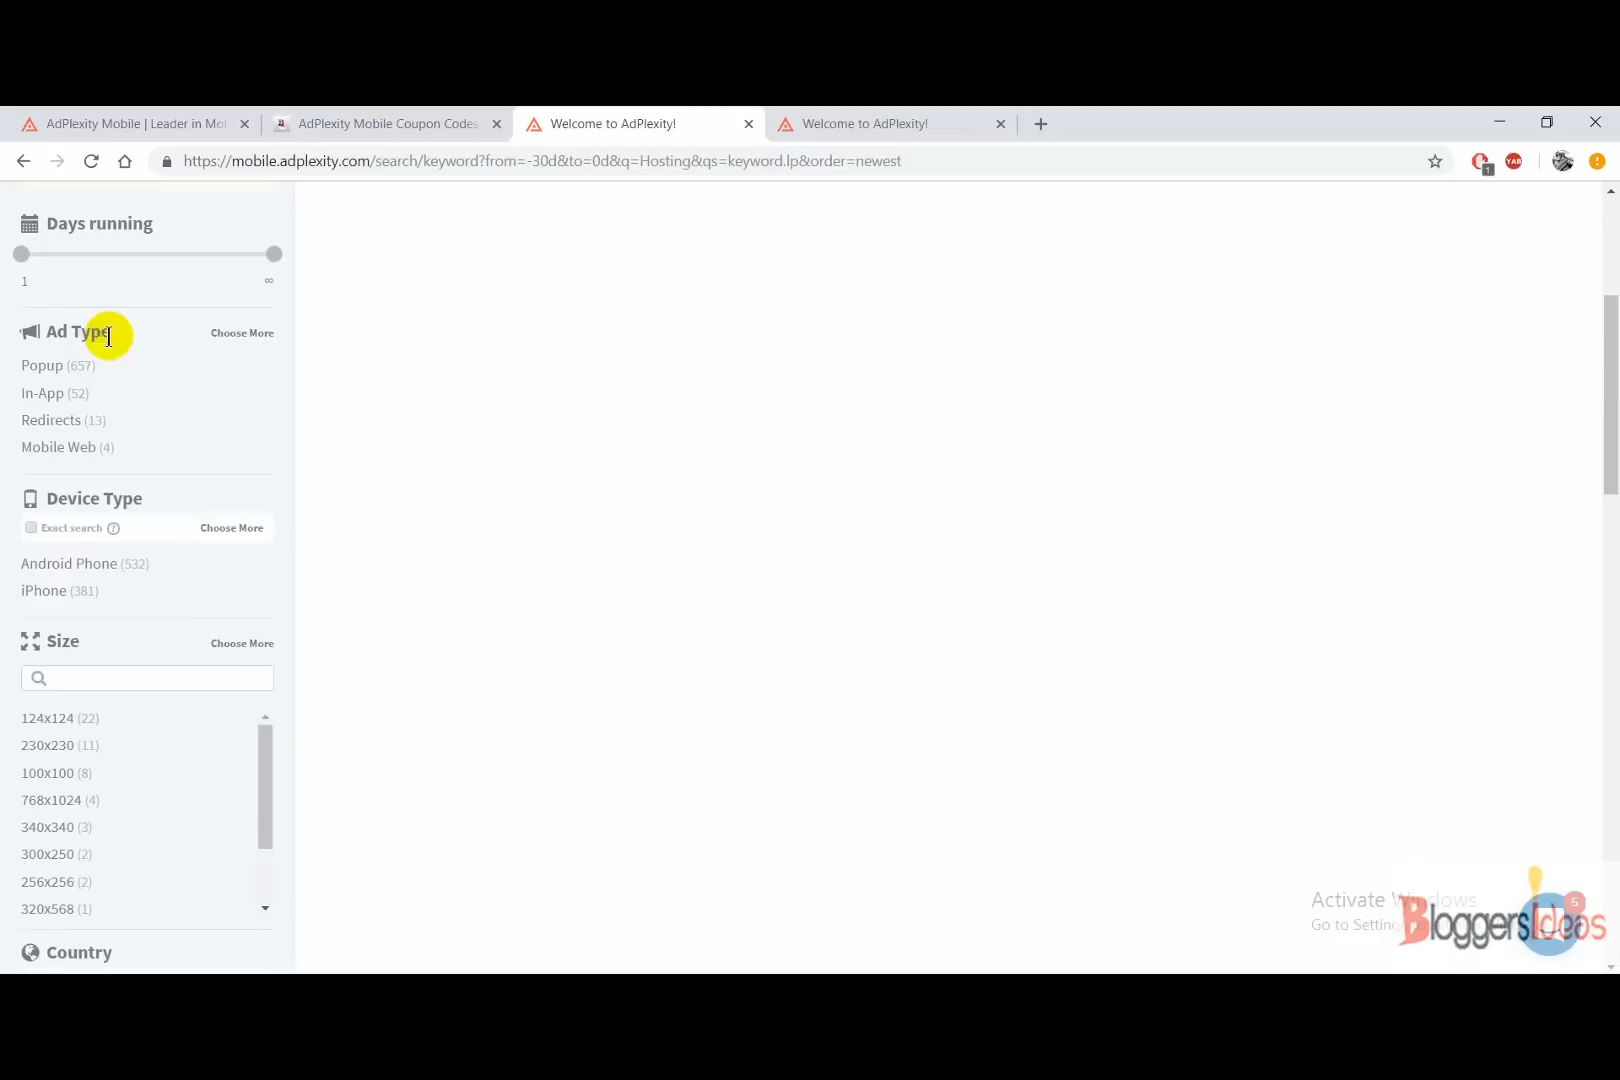 AdPlexity Mobile | Leader in Mo
AdPlexity Mobile Coupon Codes
Welcome to AdPlexity!
Welcome to AdPlexity!
https://mobile.adplexity.com/search/keyword?from=-30d&to=0d&q=Hosting&qs=keyword.lp&order=newest
1
YAB
Days running
1
∞
Ad Type
Choose More
Popup (657)
In-App (52)
Redirects (13)
Mobile Web (4)
Device Type
Exact search ?
Choose More
Android Phone (532)
iPhone (381)
Size
Choose More
124x124 (22)
230x230 (11)
100x100 (8)
768x1024 (4)
340x340 (3)
300x250 (2)
256x256 (2)
320x568 (1)
Country
Activate Windows
Go to Setting
BloggersIdeas
5